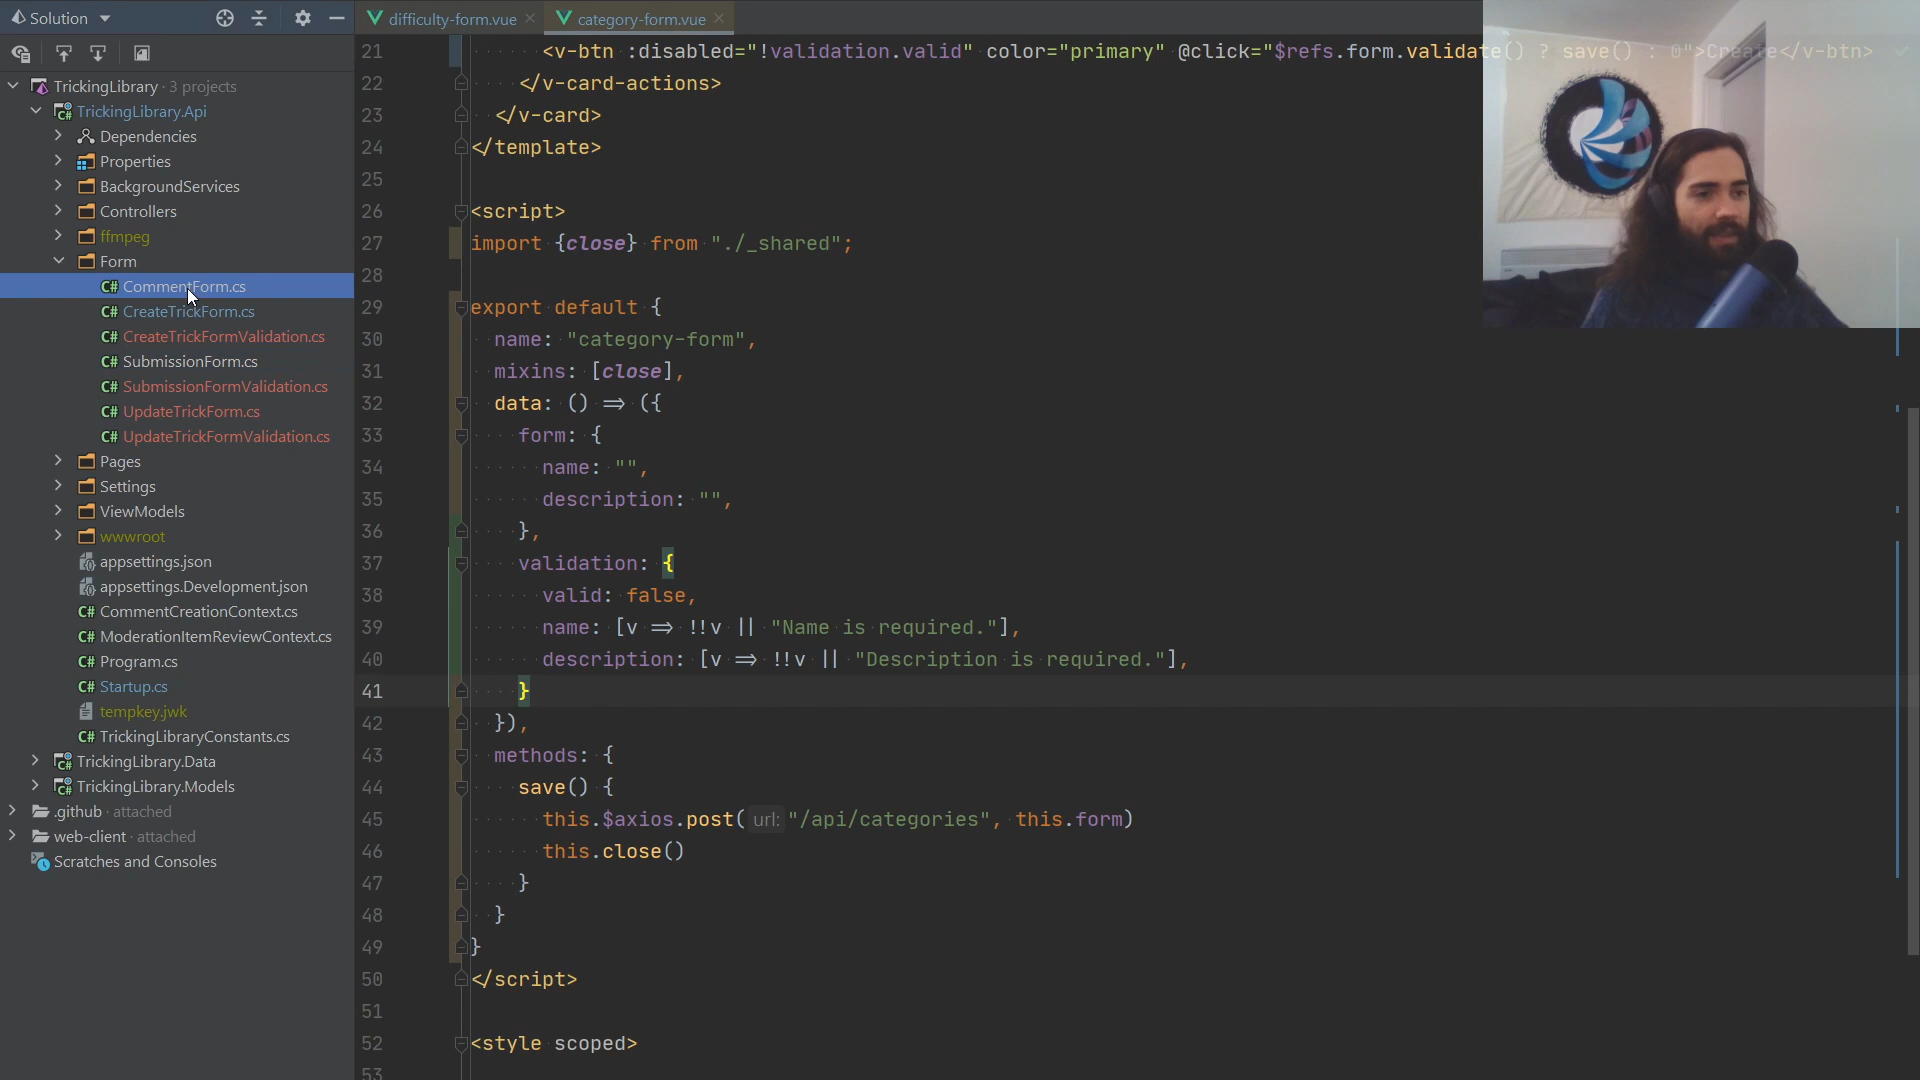 Solution
difficulty-form.vue
category-form.vue
TrickingLibrary · 3 projects
TrickingLibrary.Api
Dependencies
Properties
BackgroundServices
Controllers
ffmpeg
Form
C# CommentForm.cs
C# CreateTrickForm.cs
C# CreateTrickFormValidation.cs
C# SubmissionForm.cs
C# SubmissionFormValidation.cs
C# UpdateTrickForm.cs
C# UpdateTrickFormValidation.cs
Pages
Settings
ViewModels
wwwroot
appsettings.json
appsettings.Development.json
C# CommentCreationContext.cs
C# ModerationItemReviewContext.cs
C# Program.cs
C# Startup.cs
tempkey.jwk
C# TrickingLibraryConstants.cs
TrickingLibrary.Data
TrickingLibrary.Models
.github · attached
web-client · attached
Scratches and Consoles
21 <v-btn :disabled="!validation.valid" color="primary" @click="$refs.form.validate() ? save() : 0">Create</v-btn>
22 </v-card-actions>
23 </v-card>
24 </template>
25
26 <script>
27 import {close} from "./_shared";
28
29 export default {
30 name: "category-form",
31 mixins: [close],
32 data: () => ({
33 form: {
34 name: "",
35 description: "",
36 },
37 validation: {
38 valid: false,
39 name: [v => !!v || "Name is required."],
40 description: [v => !!v || "Description is required."],
41 }
42 }),
43 methods: {
44 save() {
45 this.$axios.post( url: "/api/categories", this.form)
46 this.close()
47 }
48 }
49 }
50 </script>
51
52 <style scoped>
53